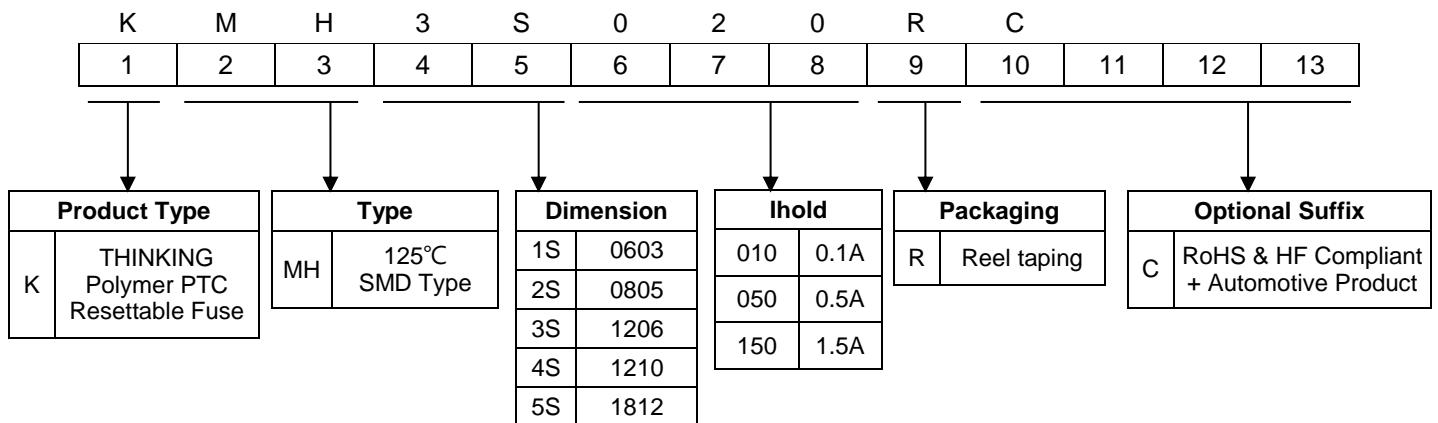 K M H 3 S 0 2 0 R C
1 2 3 4 5 6 7 8 9 10 11 12 13
Product Type
K THINKING
Polymer PTC
Resettable Fuse
Type
MH 125℃
SMD Type
Dimension
1S 0603
2S 0805
3S 1206
4S 1210
5S 1812
Ihold
010 0.1A
050 0.5A
150 1.5A
Packaging
R Reel taping
Optional Suffix
C RoHS & HF Compliant
+ Automotive Product